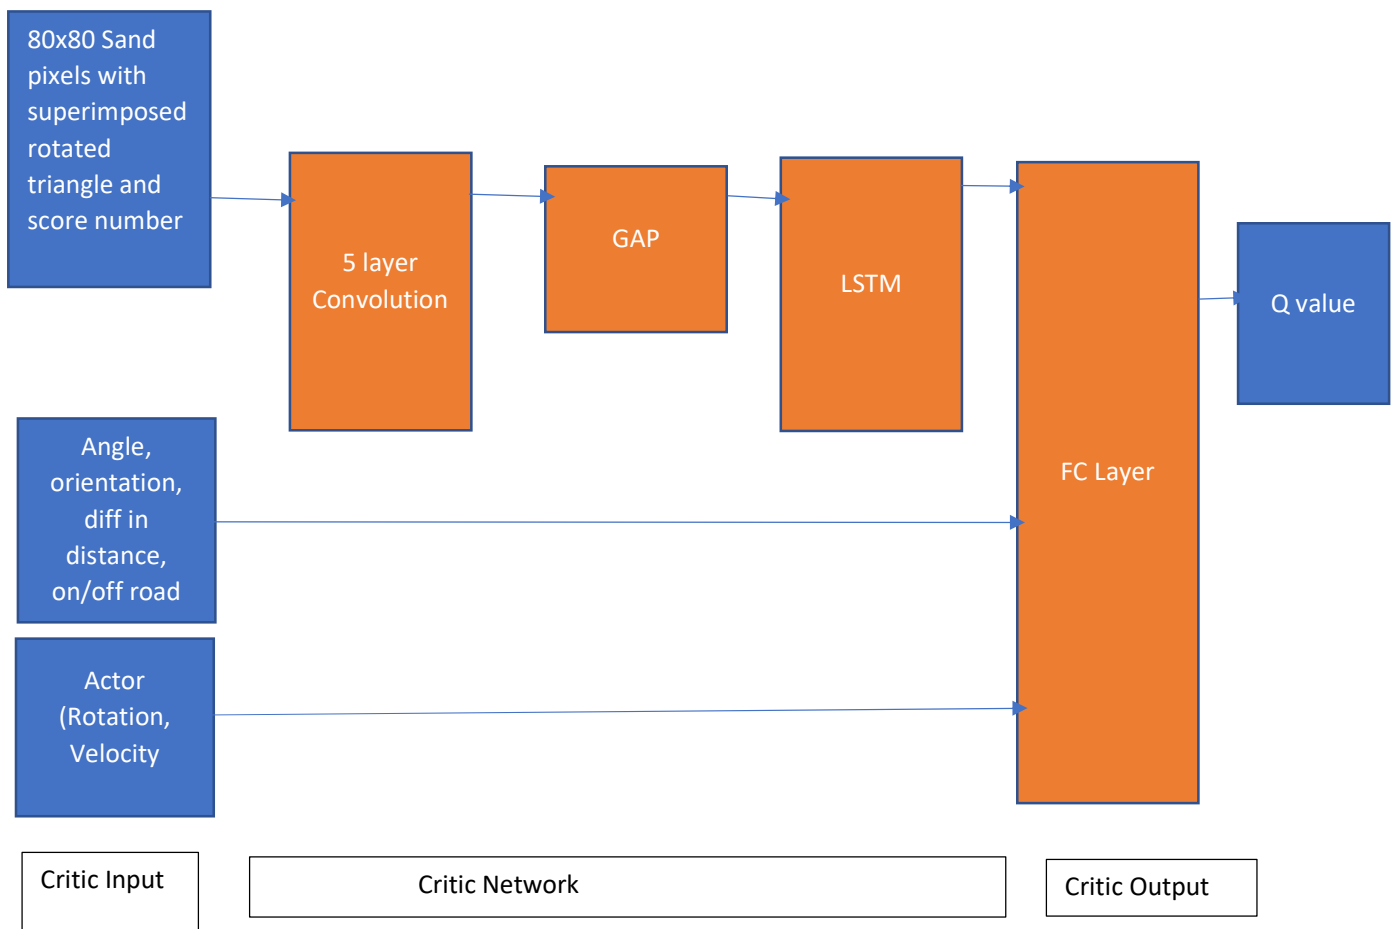 80x80 Sand
pixels with
superimposed
rotated
triangle and
score number
5 layer
Convolution
GAP
LSTM
FC Layer
Q value
Angle,
orientation,
diff in
distance,
on/off road
Actor
(Rotation,
Velocity
Critic Input
Critic Network
Critic Output